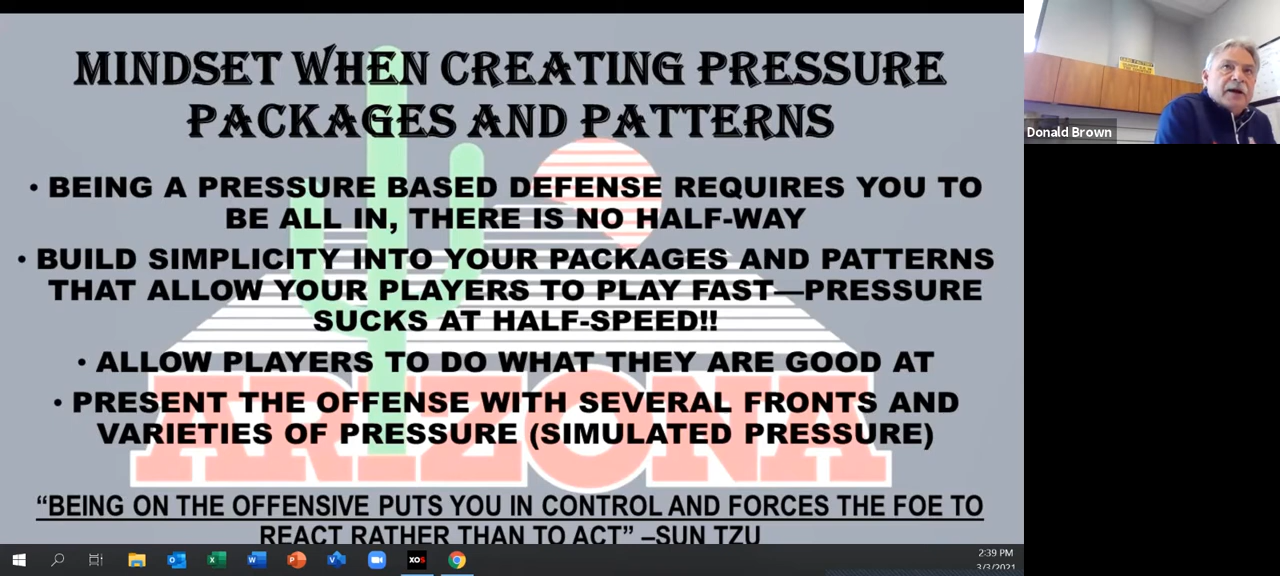 MINDSET WHEN CREATING PRESSURE
PACKAGES AND PATTERNS
• BEING A PRESSURE BASED DEFENSE REQUIRES YOU TO
BE ALL IN, THERE IS NO HALF-WAY
• BUILD SIMPLICITY INTO YOUR PACKAGES AND PATTERNS
THAT ALLOW YOUR PLAYERS TO PLAY FAST—PRESSURE
SUCKS AT HALF-SPEED!!
• ALLOW PLAYERS TO DO WHAT THEY ARE GOOD AT
• PRESENT THE OFFENSE WITH SEVERAL FRONTS AND
VARIETIES OF PRESSURE (SIMULATED PRESSURE)
ARIZONA
“BEING ON THE OFFENSIVE PUTS YOU IN CONTROL AND FORCES THE FOE TO
REACT RATHER THAN TO ACT” –SUN TZU
Donald Brown
XOS
2:39 PM
3/3/2021